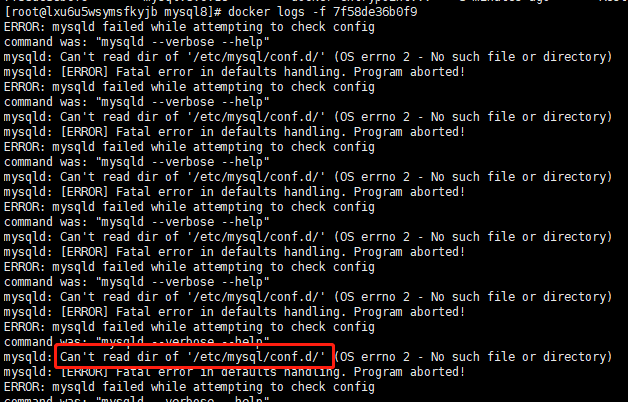 [root@lxu6u5wsymsfkyjb mysql8]# docker logs -f 7f58de36b0f9
ERROR: mysqld failed while attempting to check config
command was: "mysqld --verbose --help"
mysqld: Can't read dir of '/etc/mysql/conf.d/' (OS errno 2 - No such file or directory)
mysqld: [ERROR] Fatal error in defaults handling. Program aborted!
ERROR: mysqld failed while attempting to check config
command was: "mysqld --verbose --help"
mysqld: Can't read dir of '/etc/mysql/conf.d/' (OS errno 2 - No such file or directory)
mysqld: [ERROR] Fatal error in defaults handling. Program aborted!
ERROR: mysqld failed while attempting to check config
command was: "mysqld --verbose --help"
mysqld: Can't read dir of '/etc/mysql/conf.d/' (OS errno 2 - No such file or directory)
mysqld: [ERROR] Fatal error in defaults handling. Program aborted!
ERROR: mysqld failed while attempting to check config
command was: "mysqld --verbose --help"
mysqld: Can't read dir of '/etc/mysql/conf.d/' (OS errno 2 - No such file or directory)
mysqld: [ERROR] Fatal error in defaults handling. Program aborted!
ERROR: mysqld failed while attempting to check config
command was: "mysqld --verbose --help"
mysqld: Can't read dir of '/etc/mysql/conf.d/' (OS errno 2 - No such file or directory)
mysqld: [ERROR] Fatal error in defaults handling. Program aborted!
ERROR: mysqld failed while attempting to check config
command was: "mysqld --verbose --help"
mysqld: Can't read dir of '/etc/mysql/conf.d/' (OS errno 2 - No such file or directory)
mysqld: [ERROR] Fatal error in defaults handling. Program aborted!
ERROR: mysqld failed while attempting to check config
command was: "mysqld --verbose --help"